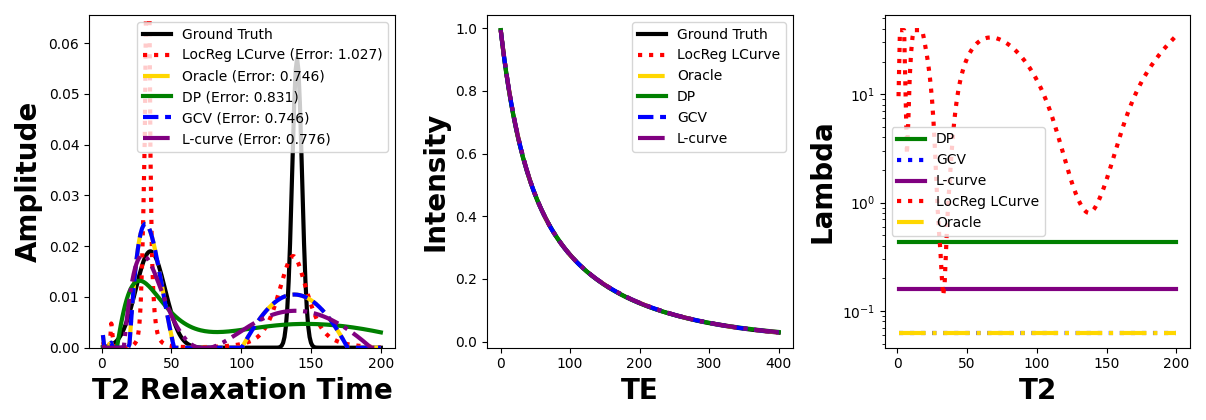 Amplitude
0.06
0.05
0.04
0.03
0.02
0.01
0.00
0
50
100
150
200
T2 Relaxation Time
Ground Truth
LocReg LCurve (Error: 1.027)
Oracle (Error: 0.746)
DP (Error: 0.831)
GCV (Error: 0.746)
L-curve (Error: 0.776)
Intensity
1.0
0.8
0.6
0.4
0.2
0.0
0
100
200
300
400
TE
Ground Truth
LocReg LCurve
Oracle
DP
GCV
L-curve
Lambda
10¹
10⁰
10⁻¹
0
50
100
150
200
T2
DP
GCV
L-curve
LocReg LCurve
Oracle